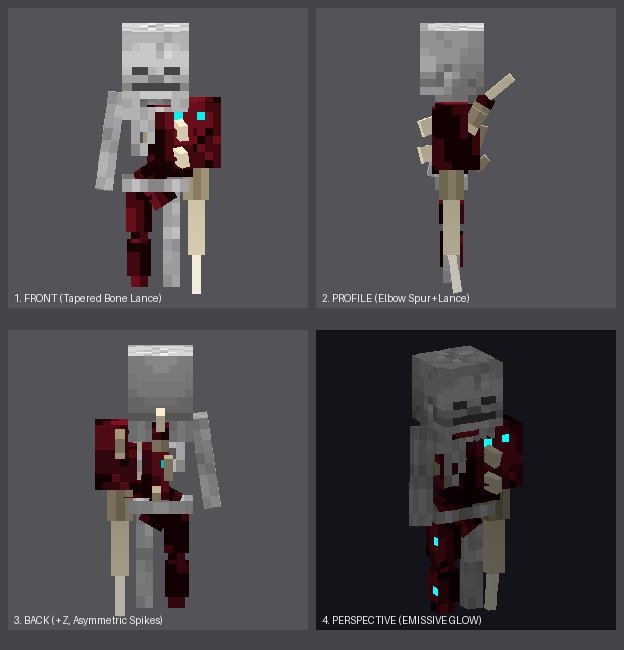 1. FRONT (Tapered Bone Lance)
2. PROFILE (Elbow Spur+Lance)
3. BACK (+Z, Asymmetric Spikes)
4. PERSPECTIVE (EMISSIVE GLOW)